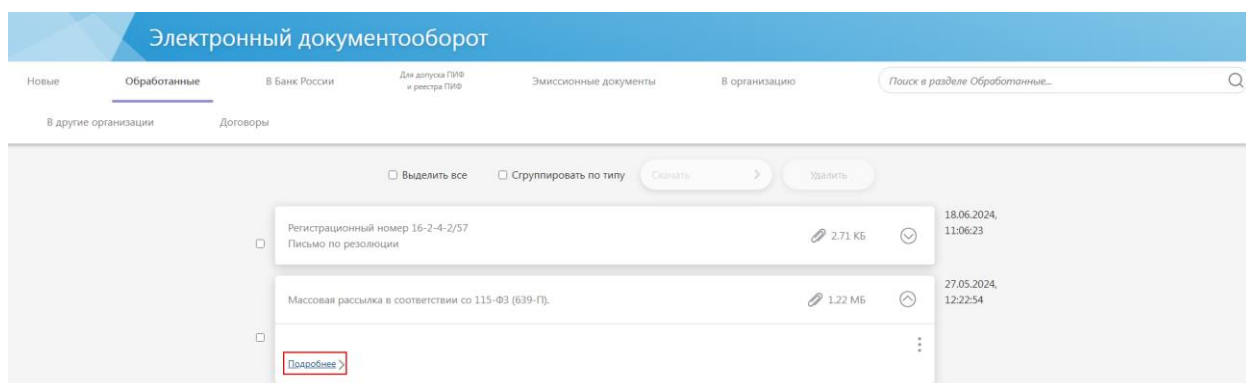 Электронный документооборот
Новые
Обработанные
В Банк России
Для допуска ПИФ
и реестра ПИФ
Эмиссионные документы
В организацию
Поиск в разделе Обработанные...
В другие организации
Договоры
Выделить все
Сгруппировать по типу
Скачать
Удалить
Регистрационный номер 16-2-4-2/57
Письмо по резолюции
2.71 КБ
18.06.2024,
11:06:23
Массовая рассылка в соответствии со 115-ФЗ (639-П).
1.22 МБ
27.05.2024,
12:22:54
Подробнее